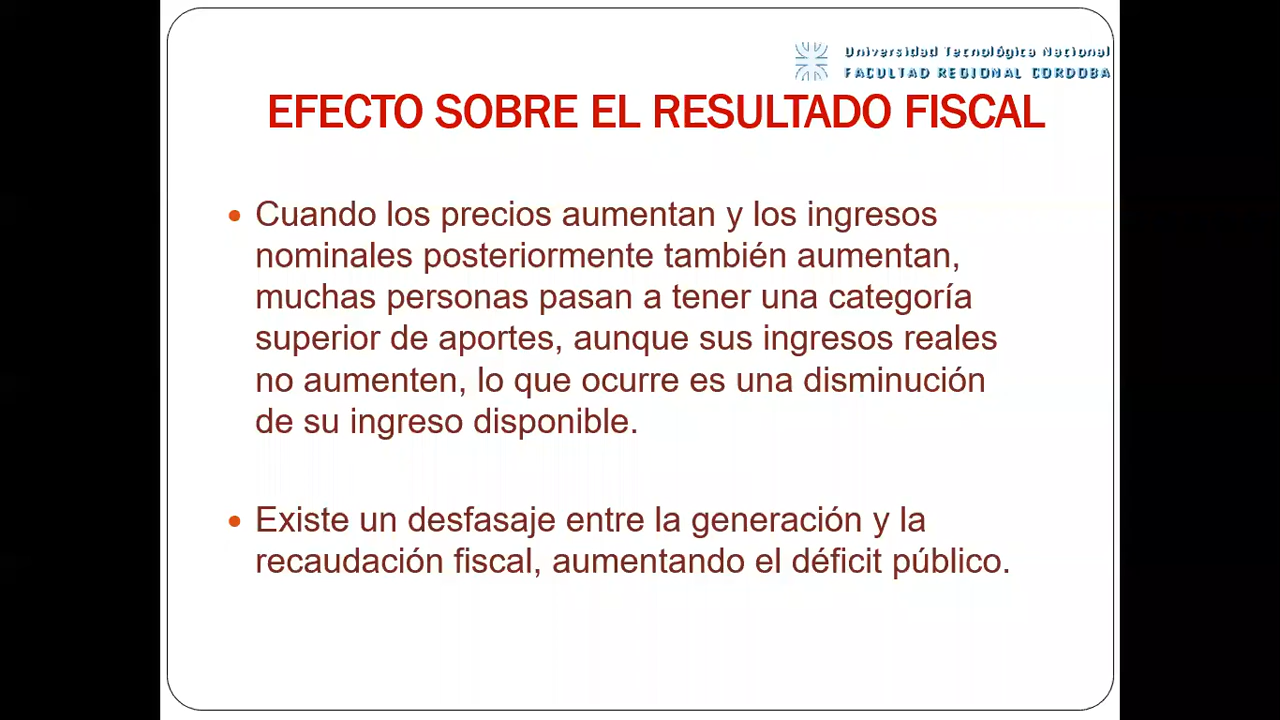 Universidad Tecnológica Nacional
FACULTAD REGIONAL CORDOBA
EFECTO SOBRE EL RESULTADO FISCAL
• Cuando los precios aumentan y los ingresos
nominales posteriormente también aumentan,
muchas personas pasan a tener una categoría
superior de aportes, aunque sus ingresos reales
no aumenten, lo que ocurre es una disminución
de su ingreso disponible.
• Existe un desfasaje entre la generación y la
recaudación fiscal, aumentando el déficit público.